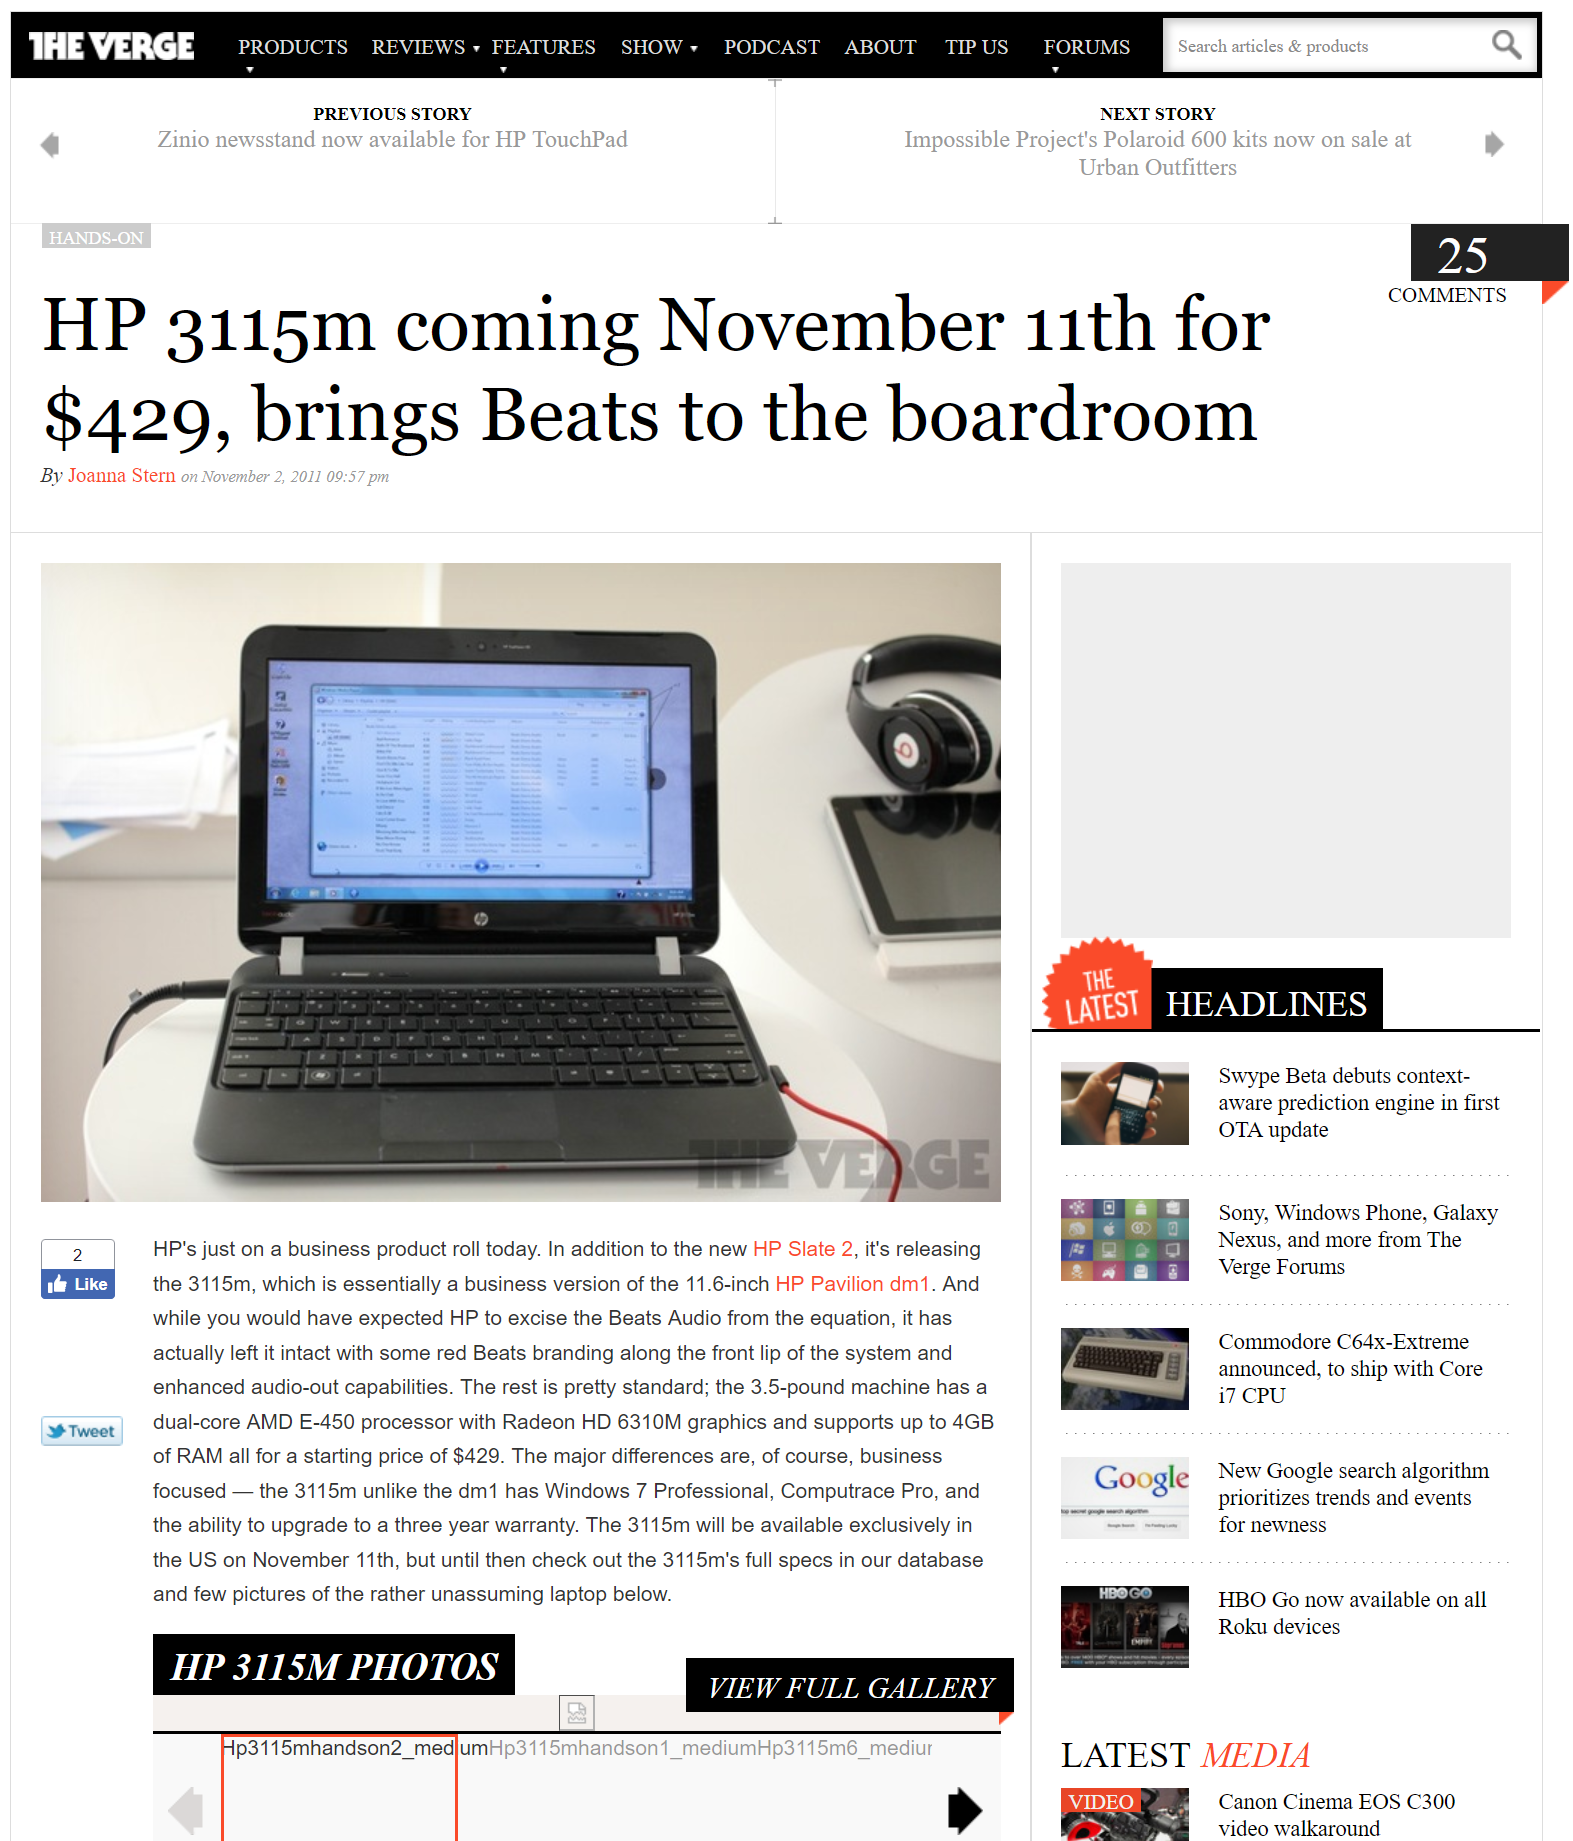 THE VERGE
PRODUCTS REVIEWS FEATURES SHOW PODCAST ABOUT TIP US FORUMS
Search articles & products
PREVIOUS STORY
Zinio newsstand now available for HP TouchPad
NEXT STORY
Impossible Project's Polaroid 600 kits now on sale at
Urban Outfitters
HANDS-ON
25
COMMENTS
HP 3115m coming November 11th for
$429, brings Beats to the boardroom
By Joanna Stern on November 2, 2011 09:57 pm
THE VERGE
2
Like
Tweet
HP's just on a business product roll today. In addition to the new HP Slate 2, it's releasing
the 3115m, which is essentially a business version of the 11.6-inch HP Pavilion dm1. And
while you would have expected HP to excise the Beats Audio from the equation, it has
actually left it intact with some red Beats branding along the front lip of the system and
enhanced audio-out capabilities. The rest is pretty standard; the 3.5-pound machine has a
dual-core AMD E-450 processor with Radeon HD 6310M graphics and supports up to 4GB
of RAM all for a starting price of $429. The major differences are, of course, business
focused — the 3115m unlike the dm1 has Windows 7 Professional, Computrace Pro, and
the ability to upgrade to a three year warranty. The 3115m will be available exclusively in
the US on November 11th, but until then check out the 3115m's full specs in our database
and few pictures of the rather unassuming laptop below.
HP 3115M PHOTOS
VIEW FULL GALLERY
Hp3115mhandson2_mediumHp3115mhandson1_mediumHp3115m6_mediur
THE
LATEST
HEADLINES
Swype Beta debuts context-
aware prediction engine in first
OTA update
Sony, Windows Phone, Galaxy
Nexus, and more from The
Verge Forums
Commodore C64x-Extreme
announced, to ship with Core
i7 CPU
Google
top secret google search algorithm
Google Search I'm Feeling Lucky
New Google search algorithm
prioritizes trends and events
for newness
HBO GO
HBO Go now available on all
Roku devices
LATEST MEDIA
VIDEO
Canon Cinema EOS C300
video walkaround